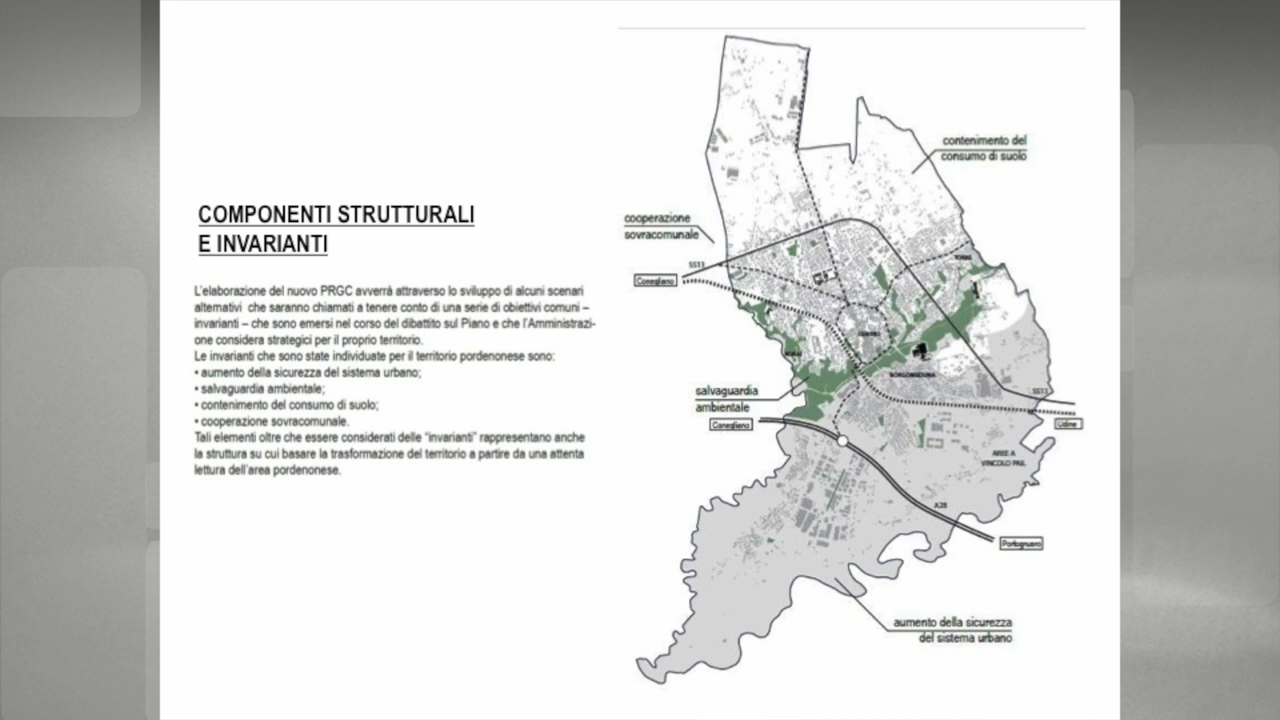 COMPONENTI STRUTTURALI
E INVARIANTI
L'elaborazione del nuovo PRGC avverrà attraverso lo sviluppo di alcuni scenari
alternativi che saranno chiamati a tenere conto di una serie di obiettivi comuni –
invarianti – che sono emersi nel corso del dibattito sul Piano e che l'Amministrazi-
one considera strategici per il proprio territorio.
Le invarianti che sono state individuate per il territorio pordenonese sono:
• aumento della sicurezza del sistema urbano;
• salvaguardia ambientale;
• contenimento del consumo di suolo;
• cooperazione sovracomunale.
Tali elementi oltre che essere considerati delle "invarianti" rappresentano anche
la struttura su cui basare la trasformazione del territorio a partire da una attenta
lettura dell'area pordenonese.
contenimento del
consumo di suolo
cooperazione
sovracomunale
SS13
Conegliano
TORRE
CENTRO
BORGOMEDUNA
salvaguardia
ambientale
Conegliano
SS13
Udine
AREE A
VINCOLO PAI.
A28
Portogruaro
aumento della sicurezza
del sistema urbano